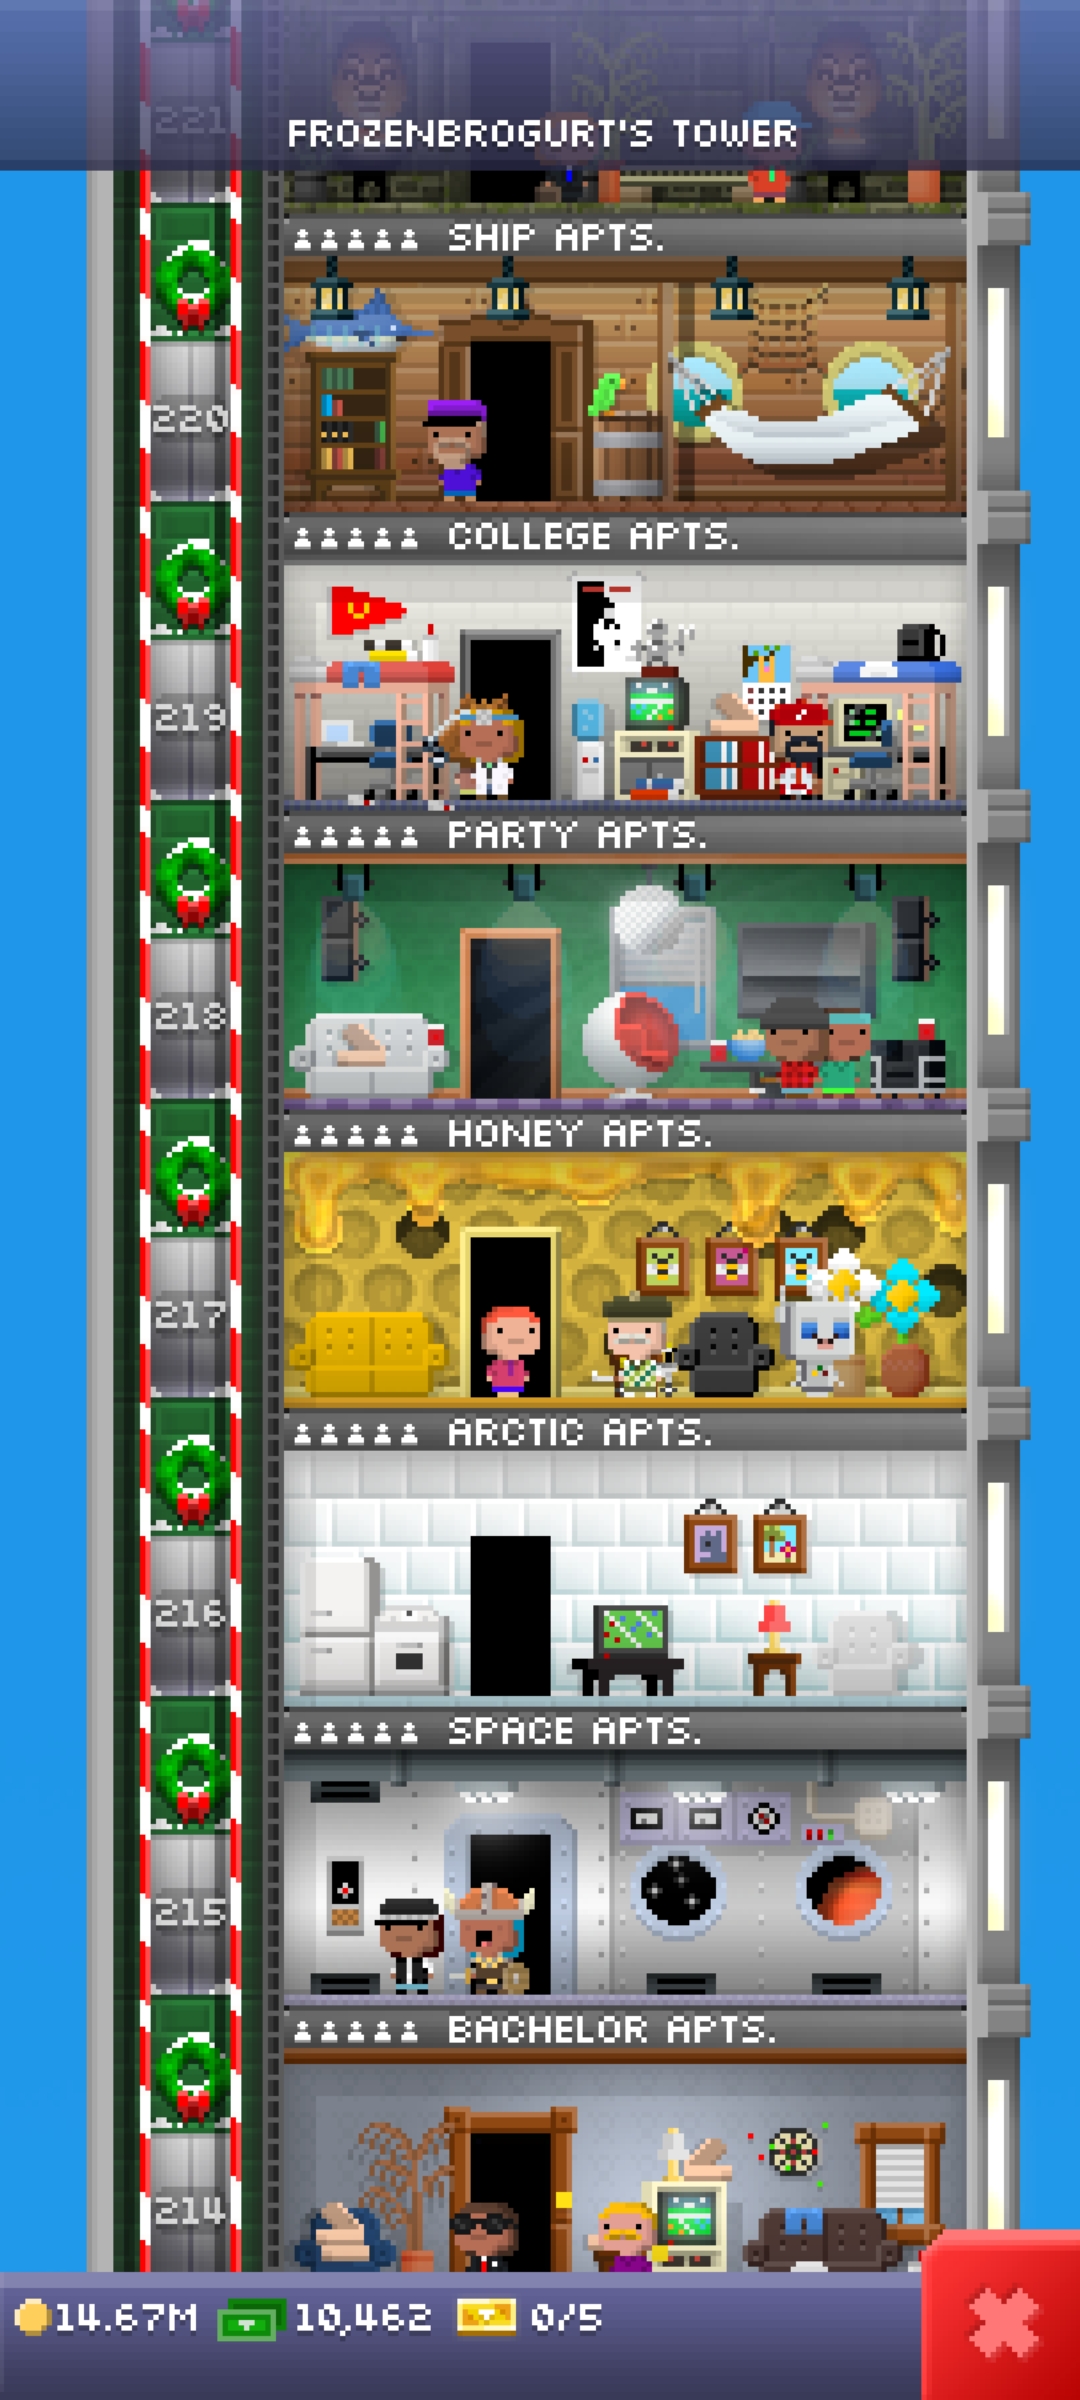 221
FROZENBROGURT'S TOWER
SHIP APTS.
220
COLLEGE APTS.
219
PARTY APTS.
218
HONEY APTS.
217
ARCTIC APTS.
216
SPACE APTS.
215
BACHELOR APTS.
214
14.67M 10,462 0/5